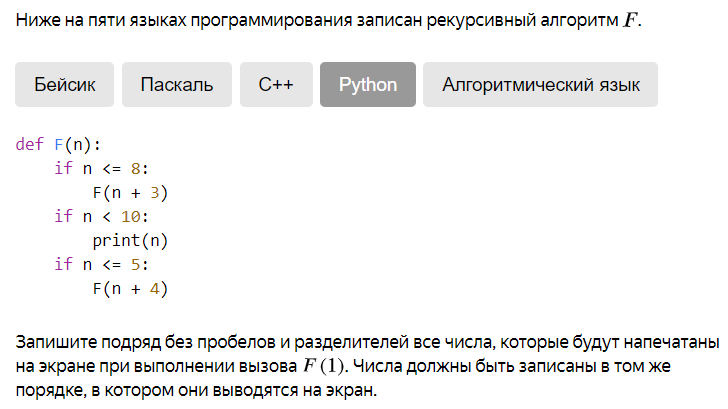 Ниже на пяти языках программирования записан рекурсивный алгоритм F.
Бейсик Паскаль С++ Python Алгоритмический язык
def F(n):
    if n <= 8:
        F(n + 3)
    if n < 10:
        print(n)
    if n <= 5:
        F(n + 4)
Запишите подряд без пробелов и разделителей все числа, которые будут напечатаны
на экране при выполнении вызова F (1). Числа должны быть записаны в том же
порядке, в котором они выводятся на экран.